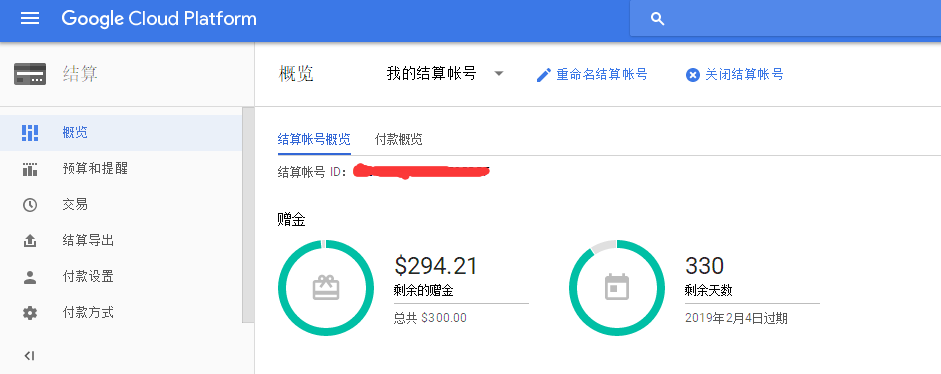 Google Cloud Platform
结算
概览
我的结算帐号
重命名结算帐号
关闭结算帐号
概览
预算和提醒
交易
结算导出
付款设置
付款方式
结算帐号概览
付款概览
结算帐号 ID:
赠金
$294.21
剩余的赠金
总共 $300.00
330
剩余天数
2019年2月4日过期